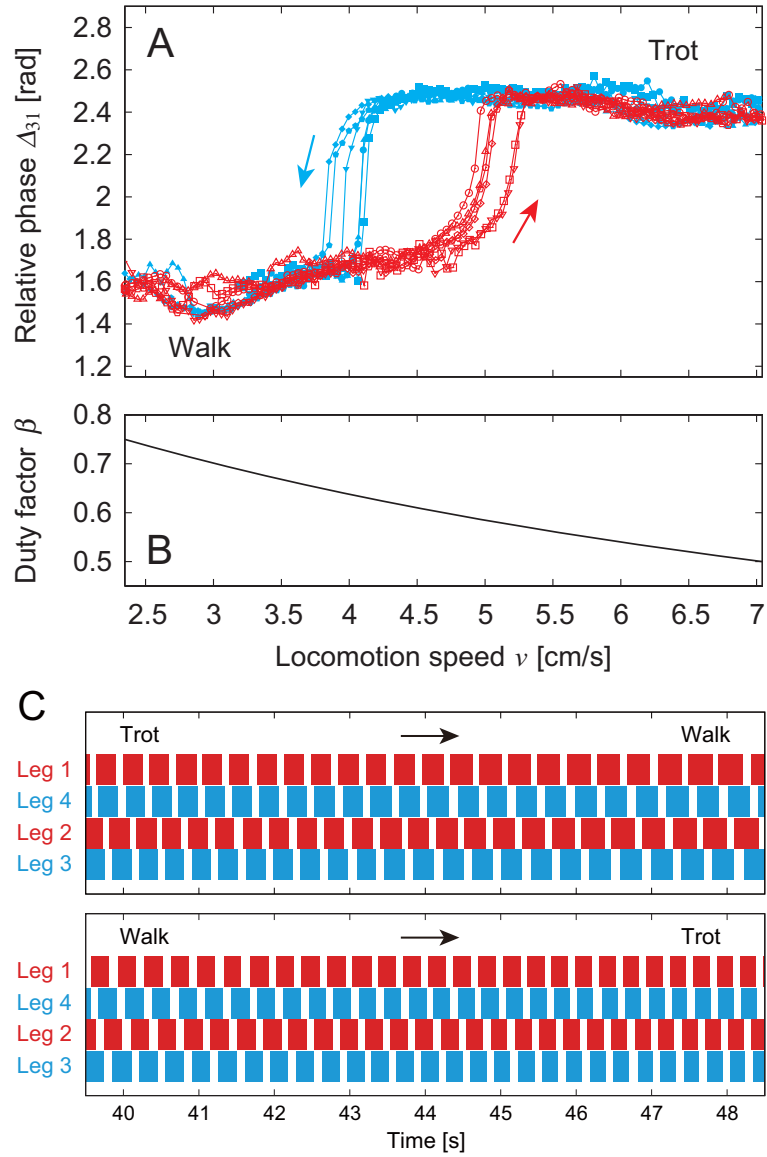 A
Trot
Walk
Relative phase Δ31 [rad]
2.8
2.6
2.4
2.2
2
1.8
1.6
1.4
1.2
B
Duty factor β
0.8
0.7
0.6
0.5
2.5 3 3.5 4 4.5 5 5.5 6 6.5 7
Locomotion speed v [cm/s]
C
Trot Walk
Leg 1
Leg 4
Leg 2
Leg 3
Walk Trot
Leg 1
Leg 4
Leg 2
Leg 3
40 41 42 43 44 45 46 47 48
Time [s]